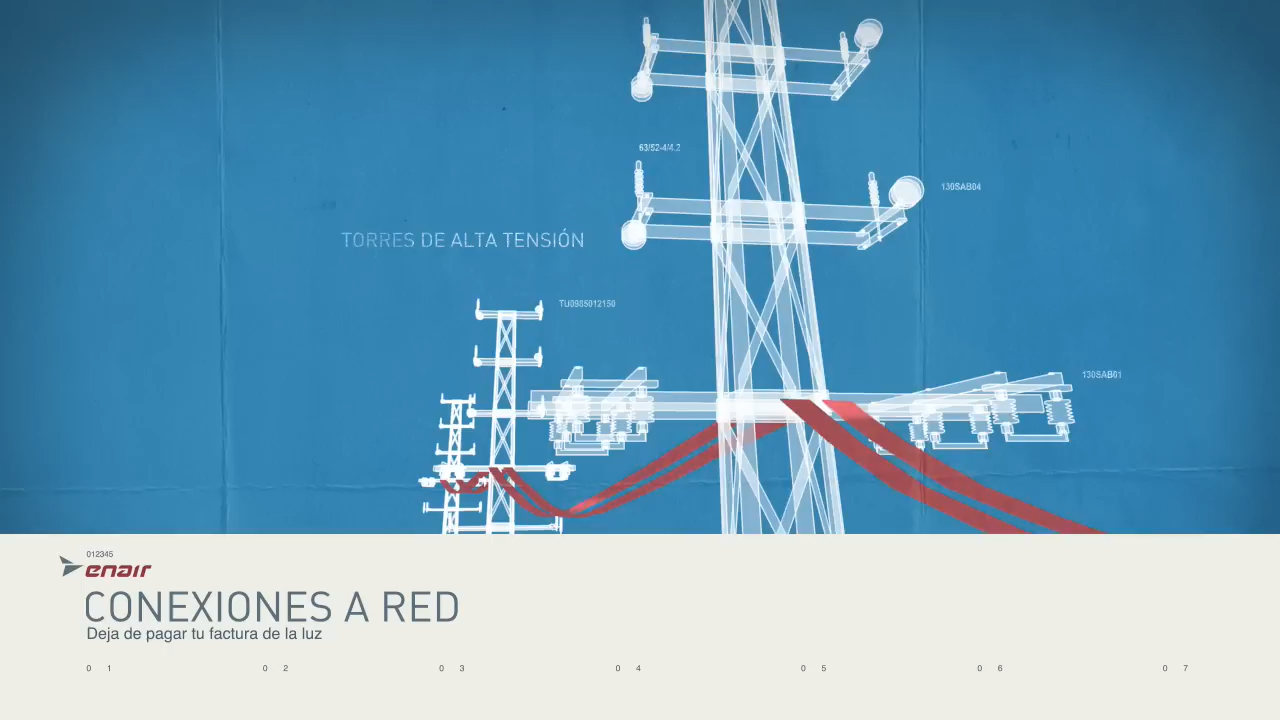 63/52-4/4.2
130SAB04
TORRES DE ALTA TENSIÓN
TU0985012150
130SAB01
012345
enair
CONEXIONES A RED
Deja de pagar tu factura de la luz
0 1 0 2 0 3 0 4 0 5 0 6 0 7